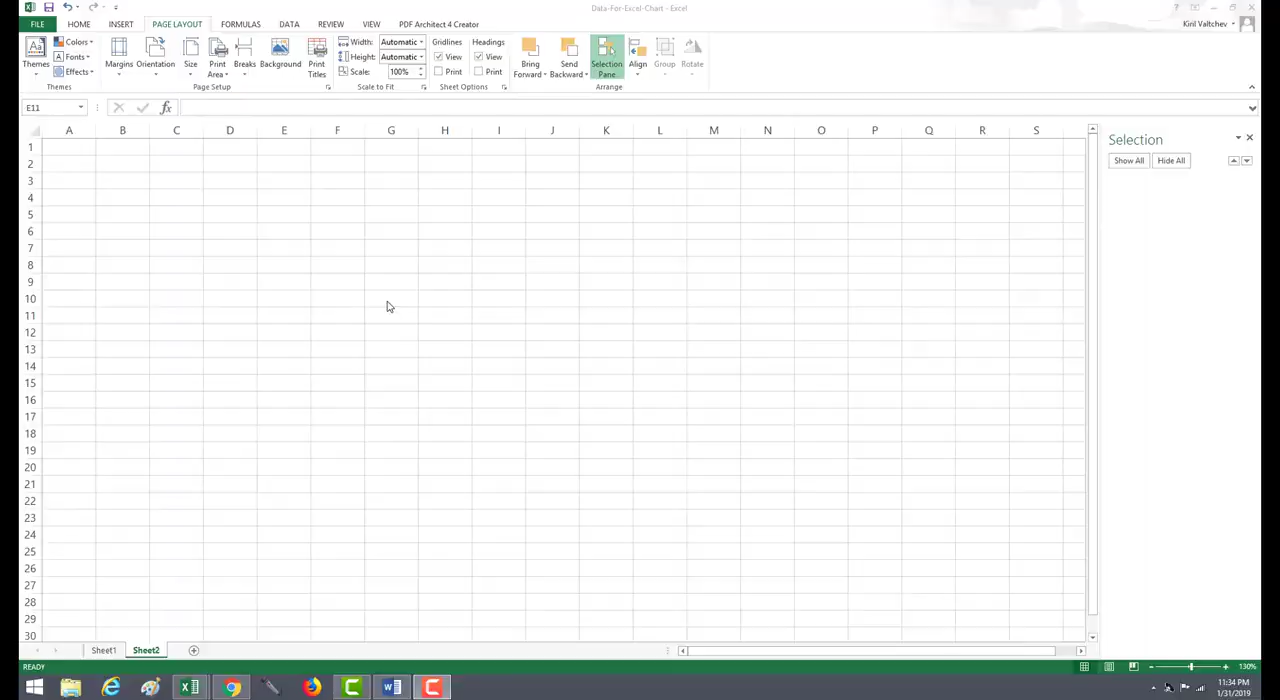 Data-For-Excel-Chart - Excel
FILE HOME INSERT PAGE LAYOUT FORMULAS DATA REVIEW VIEW PDF Architect 4 Creator Kiril Valtchev
Themes Colors Fonts Effects Themes
Margins Orientation Size Print Area Breaks Background Print Titles Page Setup
Width: Automatic Height: Automatic Scale: 100% Scale to Fit
Gridlines View Print Headings View Print Sheet Options
Bring Forward Send Backward Selection Pane Align Group Rotate Arrange
E11 fx
A B C D E F G H I J K L M N O P Q R S
1
2
3
4
5
6
7
8
9
10
11
12
13
14
15
16
17
18
19
20
21
22
23
24
25
26
27
28
29
30
Selection
Show All Hide All
Sheet1 Sheet2
READY 130%
11:34 PM
1/31/2019